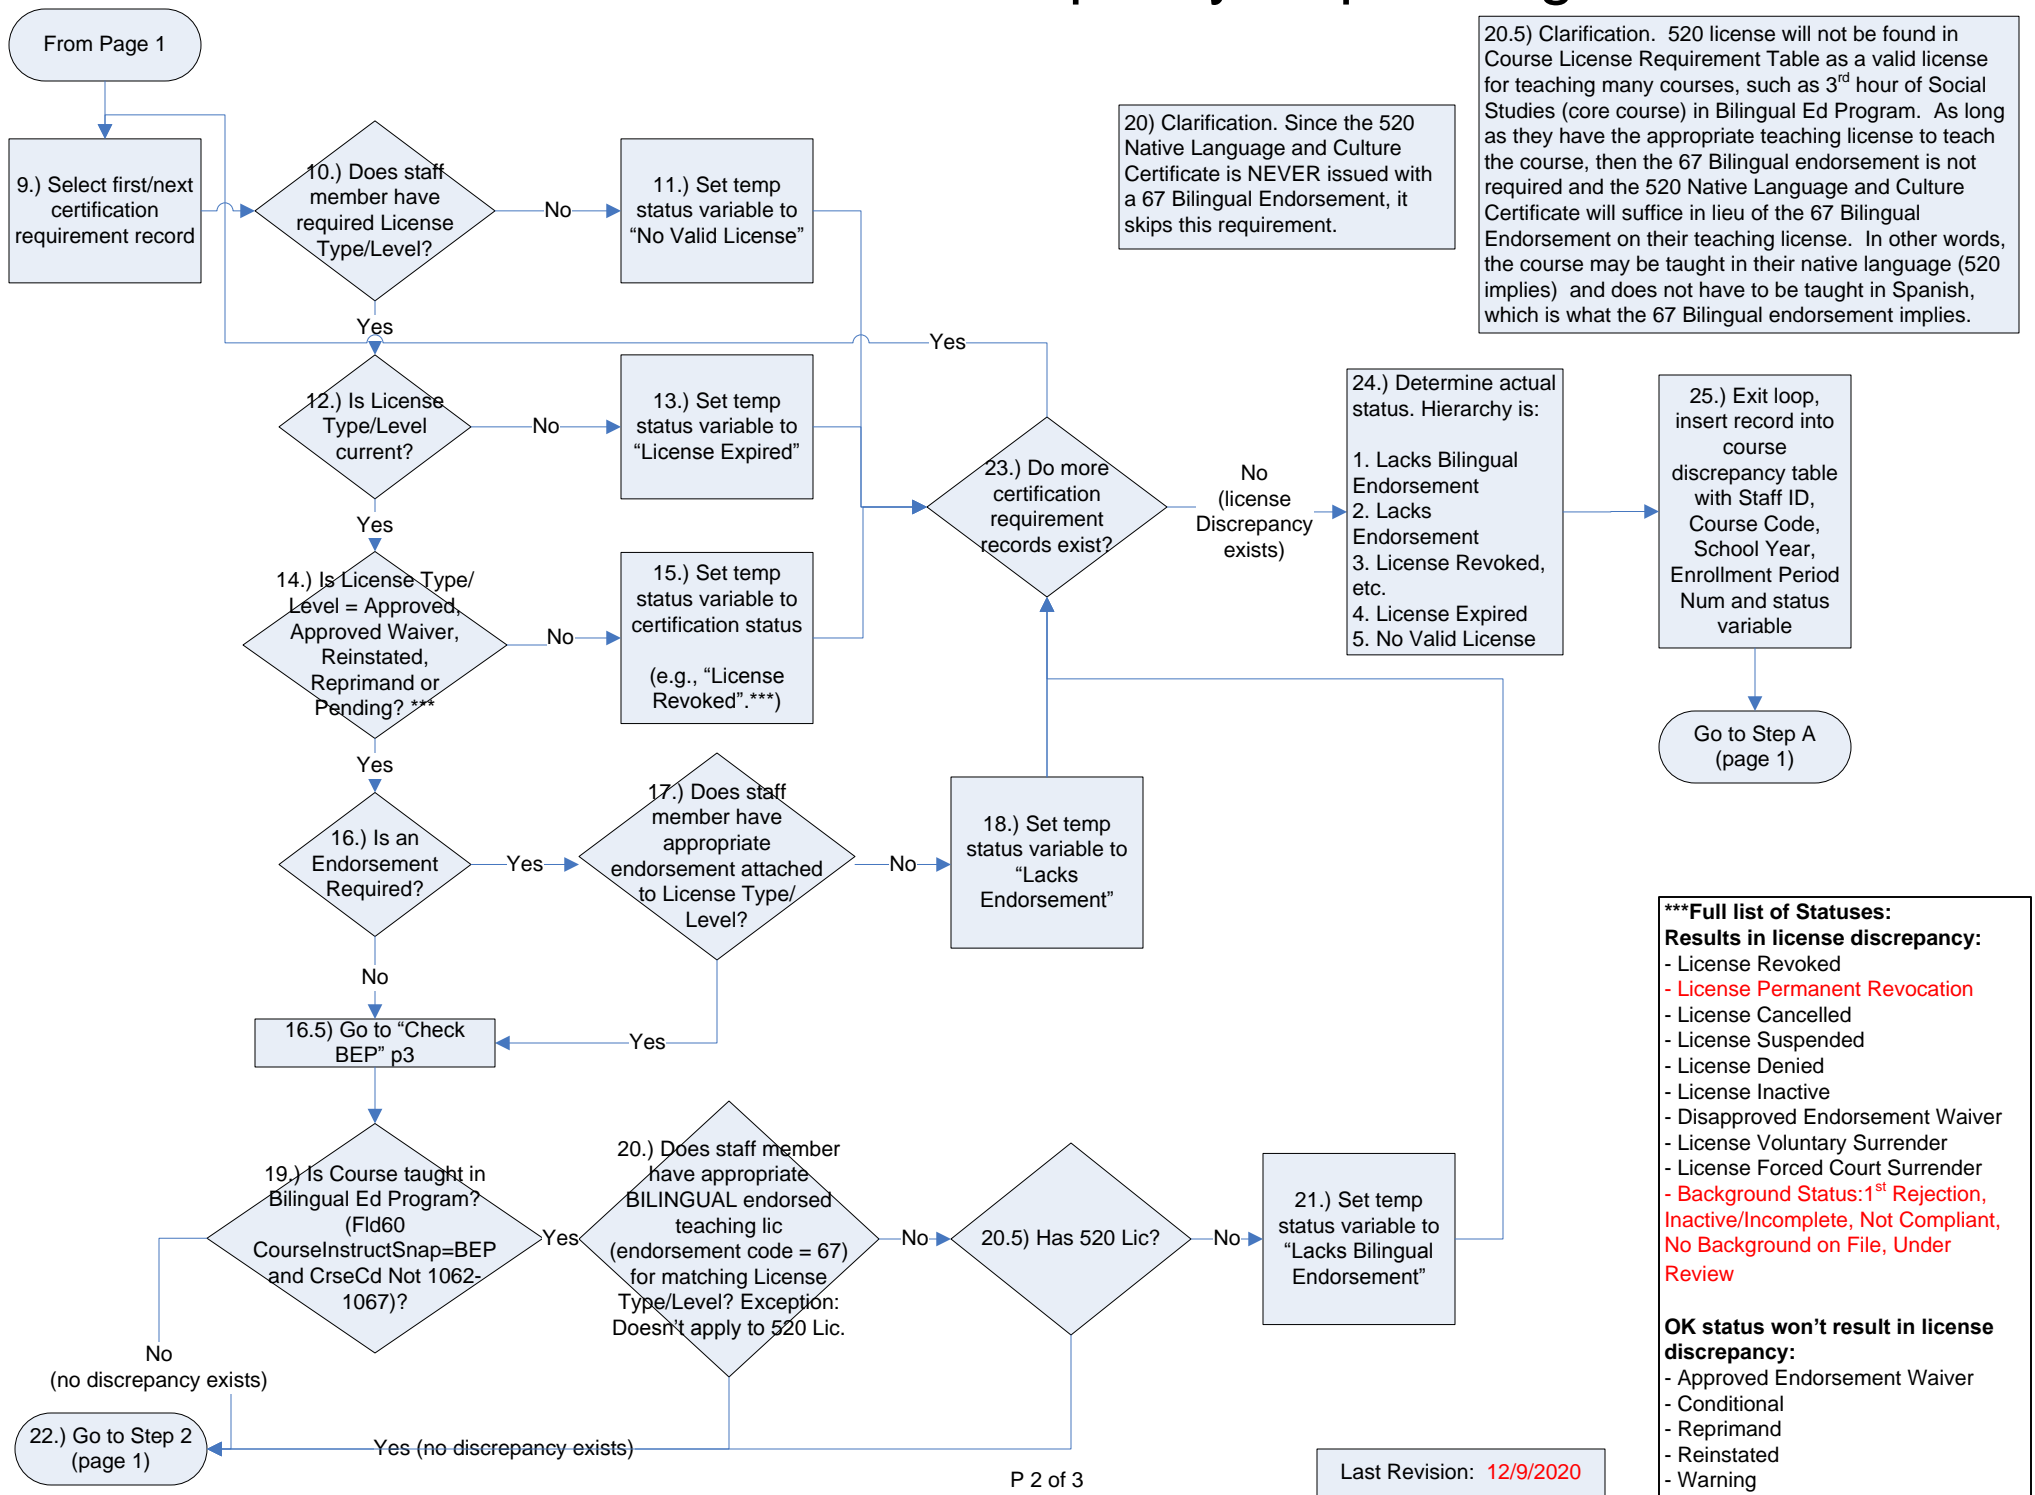 From Page 1
9.) Select first/next
certification
requirement record
10.) Does staff
member have
required License
Type/Level?
No
11.) Set temp
status variable to
“No Valid License”
Yes
12.) Is License
Type/Level
current?
No
13.) Set temp
status variable to
“License Expired”
Yes
14.) Is License Type/
Level = Approved,
Approved Waiver,
Reinstated,
Reprimand or
Pending? ***
No
15.) Set temp
status variable to
certification status
(e.g., “License
Revoked”.***)
Yes
16.) Is an
Endorsement
Required?
Yes
17.) Does staff
member have
appropriate
endorsement attached
to License Type/
Level?
No
18.) Set temp
status variable to
“Lacks
Endorsement”
No
Yes
16.5) Go to “Check
BEP” p3
19.) Is Course taught in
Bilingual Ed Program?
(Fld60
CourseInstructSnap=BEP
and CrseCd Not 1062-
1067)?
Yes
20.) Does staff member
have appropriate
BILINGUAL endorsed
teaching lic
(endorsement code = 67)
for matching License
Type/Level? Exception:
Doesn’t apply to 520 Lic.
No
20.5) Has 520 Lic?
No
21.) Set temp
status variable to
“Lacks Bilingual
Endorsement”
No
(no discrepancy exists)
22.) Go to Step 2
(page 1)
Yes (no discrepancy exists)
Yes
23.) Do more
certification
requirement
records exist?
No
(license
Discrepancy
exists)
24.) Determine actual
status. Hierarchy is:
1. Lacks Bilingual
Endorsement
2. Lacks
Endorsement
3. License Revoked,
etc.
4. License Expired
5. No Valid License
25.) Exit loop,
insert record into
course
discrepancy table
with Staff ID,
Course Code,
School Year,
Enrollment Period
Num and status
variable
Go to Step A
(page 1)
20) Clarification. Since the 520
Native Language and Culture
Certificate is NEVER issued with
a 67 Bilingual Endorsement, it
skips this requirement.
20.5) Clarification.  520 license will not be found in
Course License Requirement Table as a valid license
for teaching many courses, such as 3rd hour of Social
Studies (core course) in Bilingual Ed Program.  As long
as they have the appropriate teaching license to teach
the course, then the 67 Bilingual endorsement is not
required and the 520 Native Language and Culture
Certificate will suffice in lieu of the 67 Bilingual
Endorsement on their teaching license.  In other words,
the course may be taught in their native language (520
implies)  and does not have to be taught in Spanish,
which is what the 67 Bilingual endorsement implies.
***Full list of Statuses:
Results in license discrepancy:
- License Revoked
- License Permanent Revocation
- License Cancelled
- License Suspended
- License Denied
- License Inactive
- Disapproved Endorsement Waiver
- License Voluntary Surrender
- License Forced Court Surrender
- Background Status:1st Rejection,
Inactive/Incomplete, Not Compliant,
No Background on File, Under
Review
OK status won’t result in license
discrepancy:
- Approved Endorsement Waiver
- Conditional
- Reprimand
- Reinstated
- Warning
P 2 of 3
Last Revision:  12/9/2020